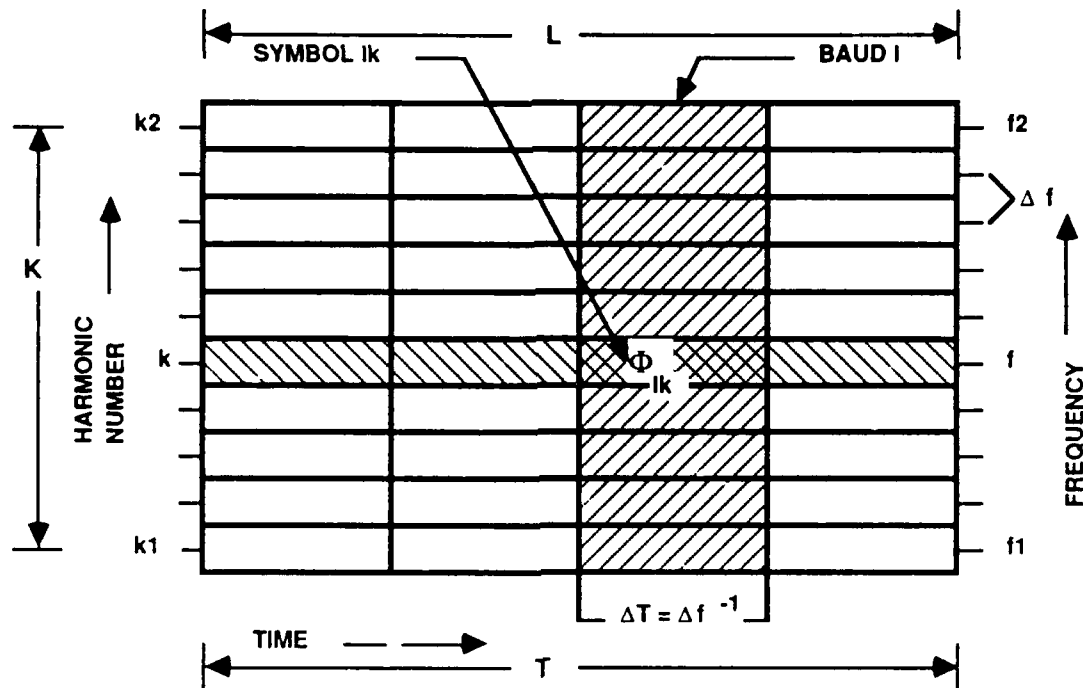 L
SYMBOL lk
BAUD l
k2
f2
Δ f
K
HARMONIC
NUMBER
k
Φ
lk
f
FREQUENCY
k1
f1
ΔT = Δf ⁻¹
TIME
T